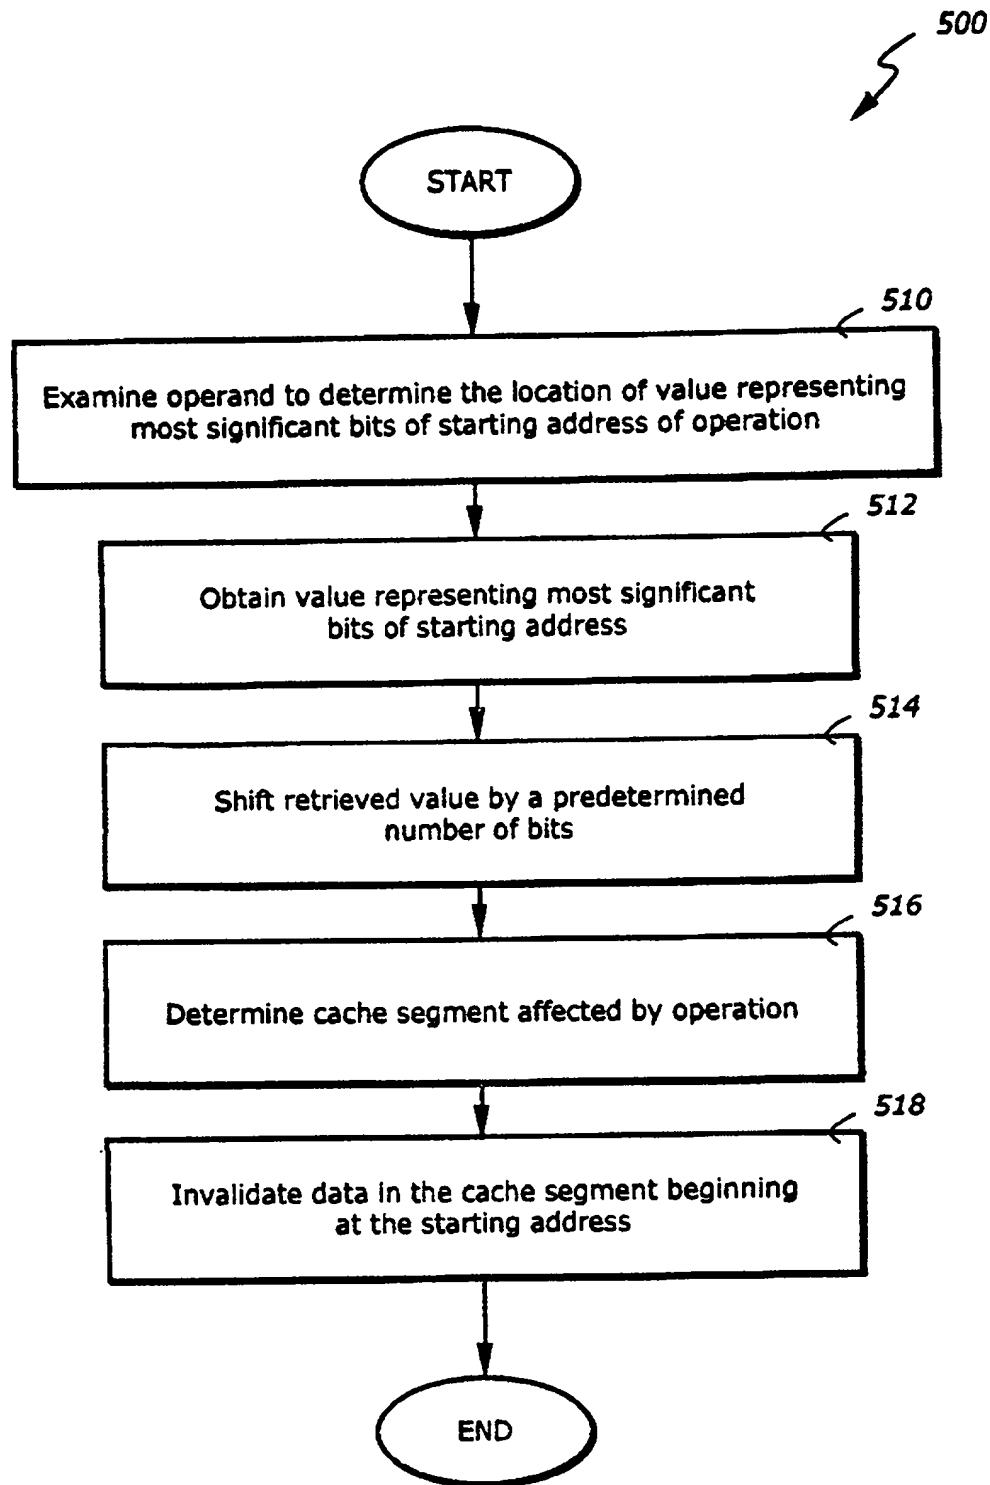 500
START
510
Examine operand to determine the location of value representing
most significant bits of starting address of operation
512
Obtain value representing most significant
bits of starting address
514
Shift retrieved value by a predetermined
number of bits
516
Determine cache segment affected by operation
518
Invalidate data in the cache segment beginning
at the starting address
END